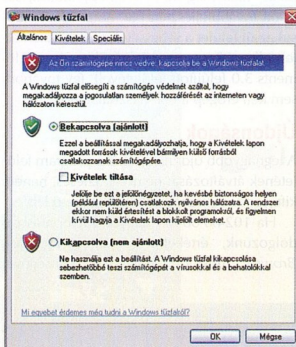 Windows tűzfal
Általános Kivételek Speciális
Az Ön számítógépe nincs védve: kapcsolja be a Windows tűzfalat
A Windows tűzfal elősegíti a számítógép védelmét azáltal, hogy
megakadályozza a jogosulatlan személyek hozzáférését az interneten vagy
hálózaton keresztül.
Bekapcsolva (ajánlott)
Ezzel a beállítással megakadályozhatja, hogy a Kivételek lapon
megadott források kivételével bármilyen külső forrásból
csatlakozzanak számítógépére.
Kivételek tiltása
Jelölje be ezt a jelölőnégyzetet, ha kevésbé biztonságos helyen
(például repülőtéren) csatlakozik nyilvános hálózatra. A rendszer
ekkor nem küld értesítést a blokkolt programokról, és figyelmen
kívül hagyja a Kivételek lapon kijelölt elemeket.
Kikapcsolva (nem ajánlott)
Ne használja ezt a beállítást. A Windows tűzfal kikapcsolása
sebezhetőbbé teszi számítógépét a vírusokkal és a behatolókkal
szemben.
Mi egyebet érdemes még tudni a Windows tűzfalról?
OK Mégse